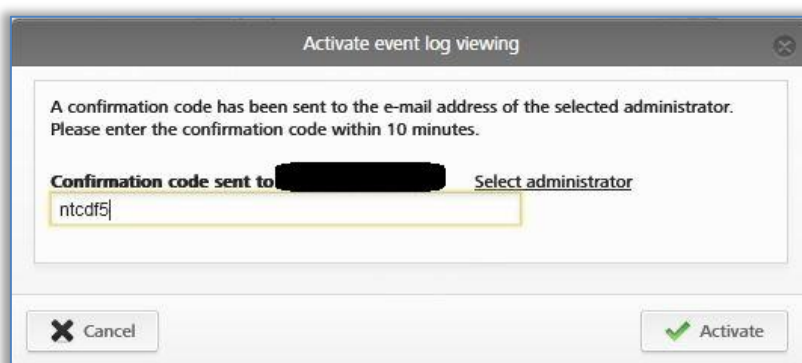 Activate event log viewing
A confirmation code has been sent to the e-mail address of the selected administrator.
Please enter the confirmation code within 10 minutes.
Confirmation code sent to Select administrator
ntcdf5
Cancel Activate